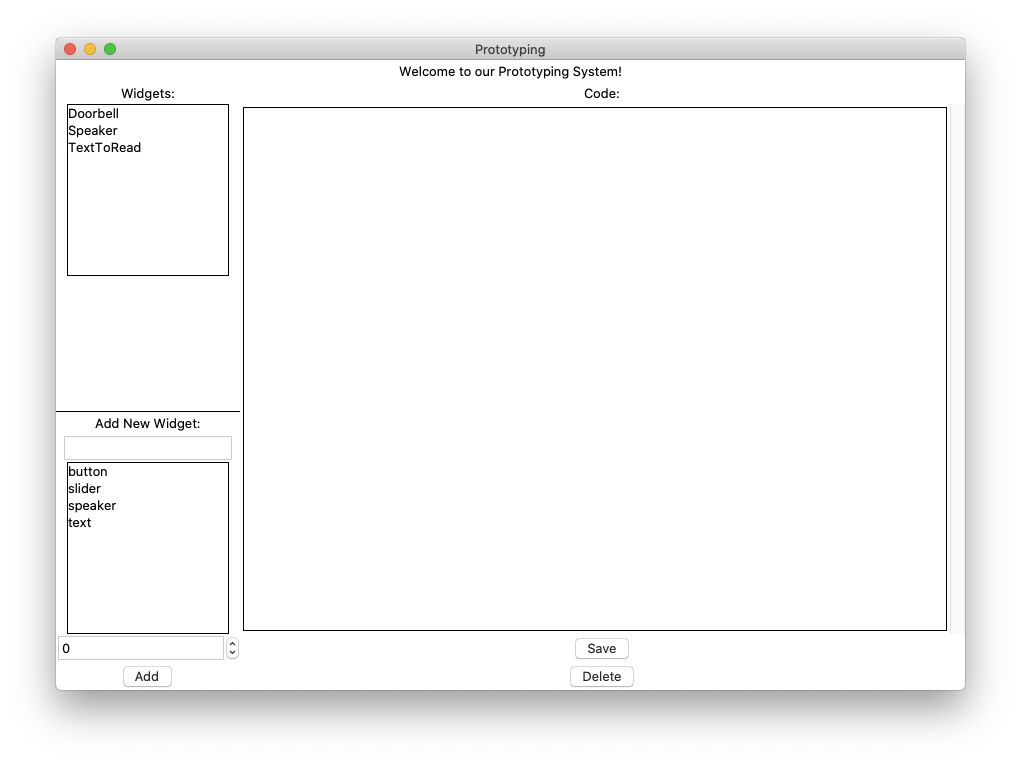 Prototyping
Welcome to our Prototyping System!
Widgets:
Code:
Doorbell
Speaker
TextToRead
Add New Widget:
button
slider
speaker
text
0
Save
Add
Delete